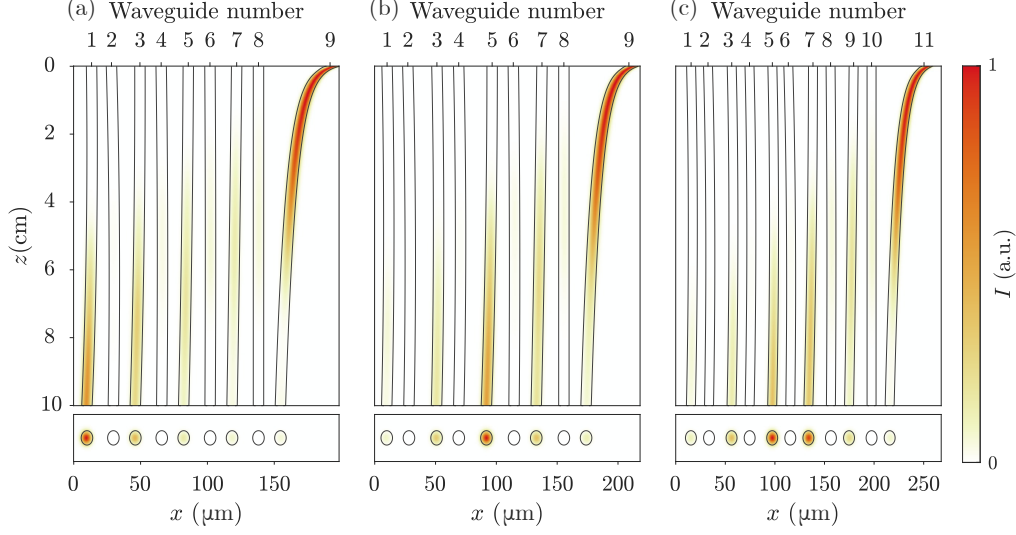 (a) Waveguide number
1 2 3 4 5 6 7 8 9
(b) Waveguide number
1 2 3 4 5 6 7 8 9
(c) Waveguide number
1 2 3 4 5 6 7 8 9 10 11
z(cm)
0
2
4
6
8
10
0 50 100 150
x (μm)
0 50 100 150 200
x (μm)
0 50 100 150 200 250
x (μm)
1
I (a.u.)
0